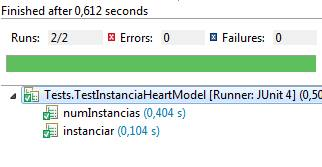 Finished after 0,612 seconds
Runs: 2/2 Errors: 0 Failures: 0
Tests.TestInstanciaHeartModel [Runner: JUnit 4] (0,50
numInstancias (0,404 s)
instanciar (0,104 s)